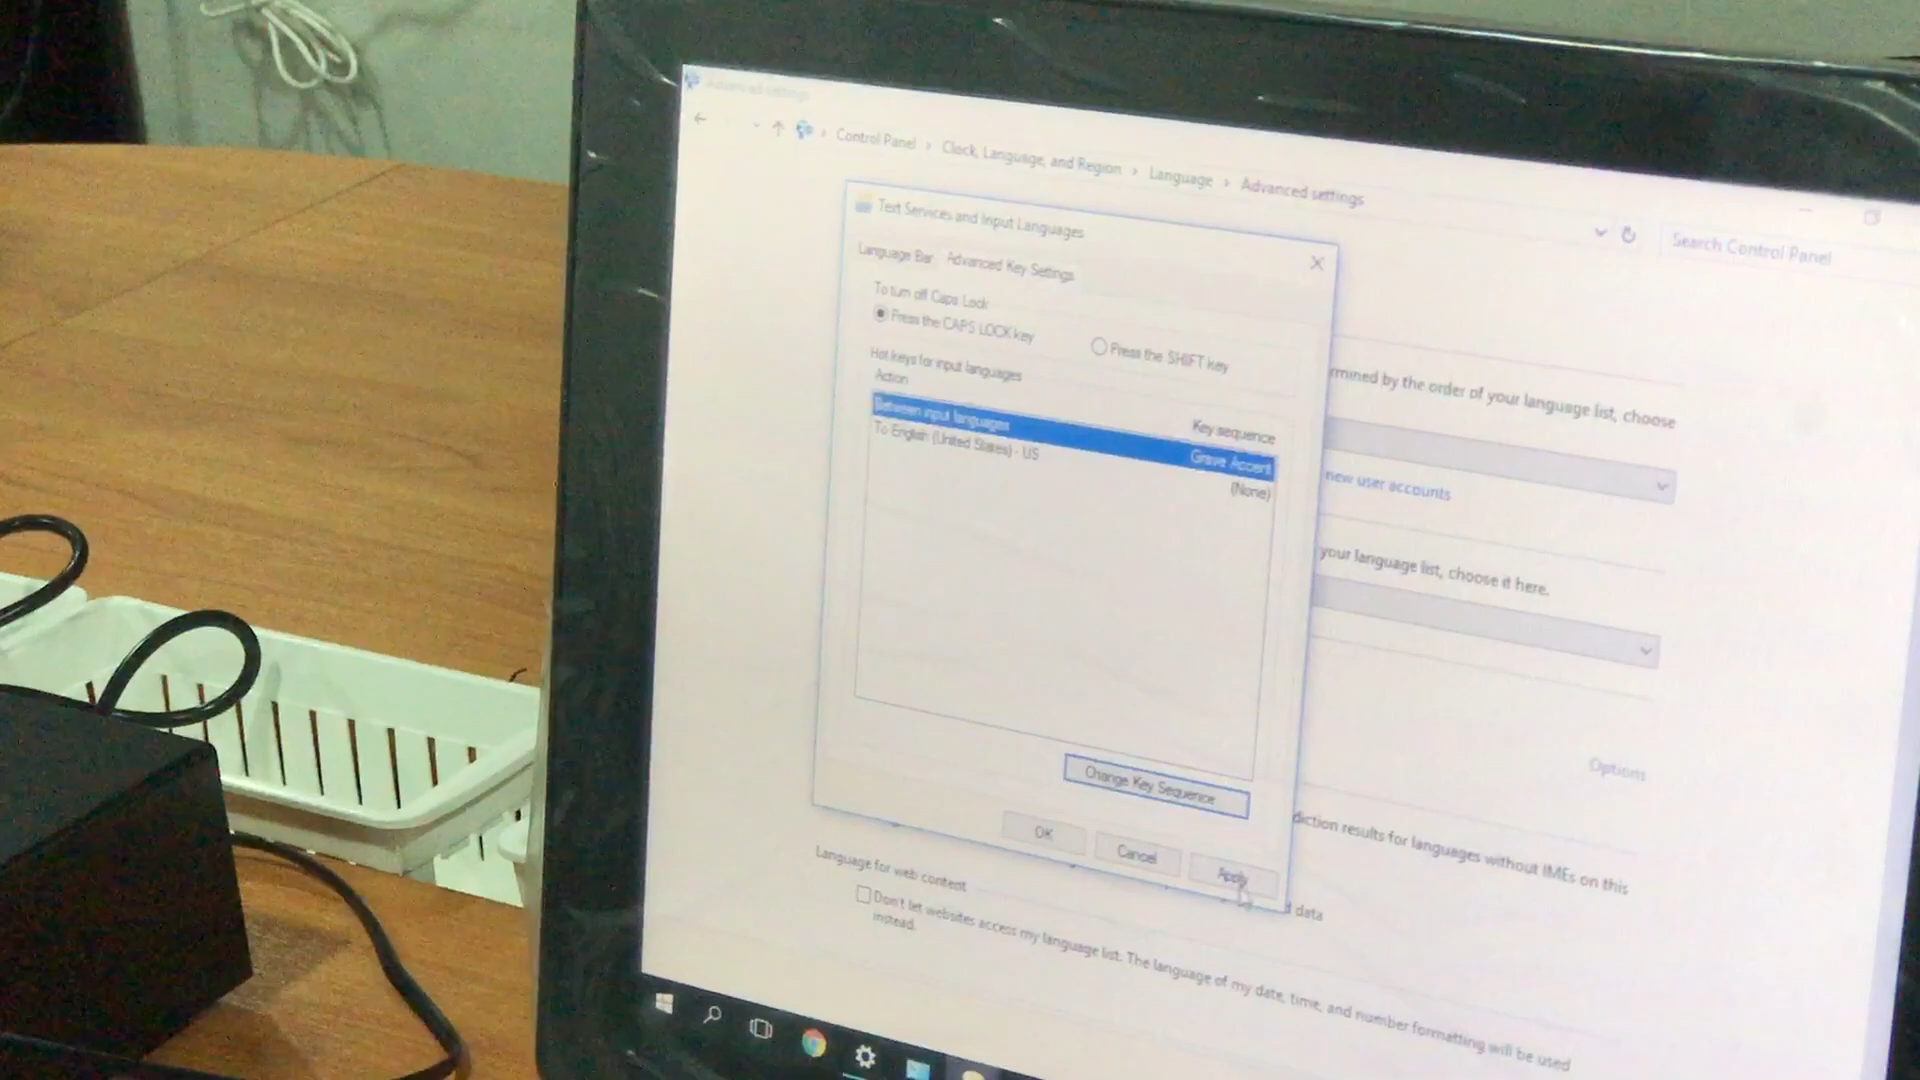 Advanced settings
Control Panel › Clock, Language, and Region › Language › Advanced settings
Search Control Panel
Text Services and Input Languages
Language Bar Advanced Key Settings
To turn off Caps Lock
Press the CAPS LOCK key Press the SHIFT key
Hot keys for input languages
Action Key sequence
Between input languages Grave Accent
To English (United States) - US (None)
Change Key Sequence
OK Cancel Apply
rmined by the order of your language list, choose
new user accounts
your language list, choose it here.
Options
diction results for languages without IMEs on this
d data
Language for web content
Don't let websites access my language list. The language of my date, time, and number formatting will be used
instead.